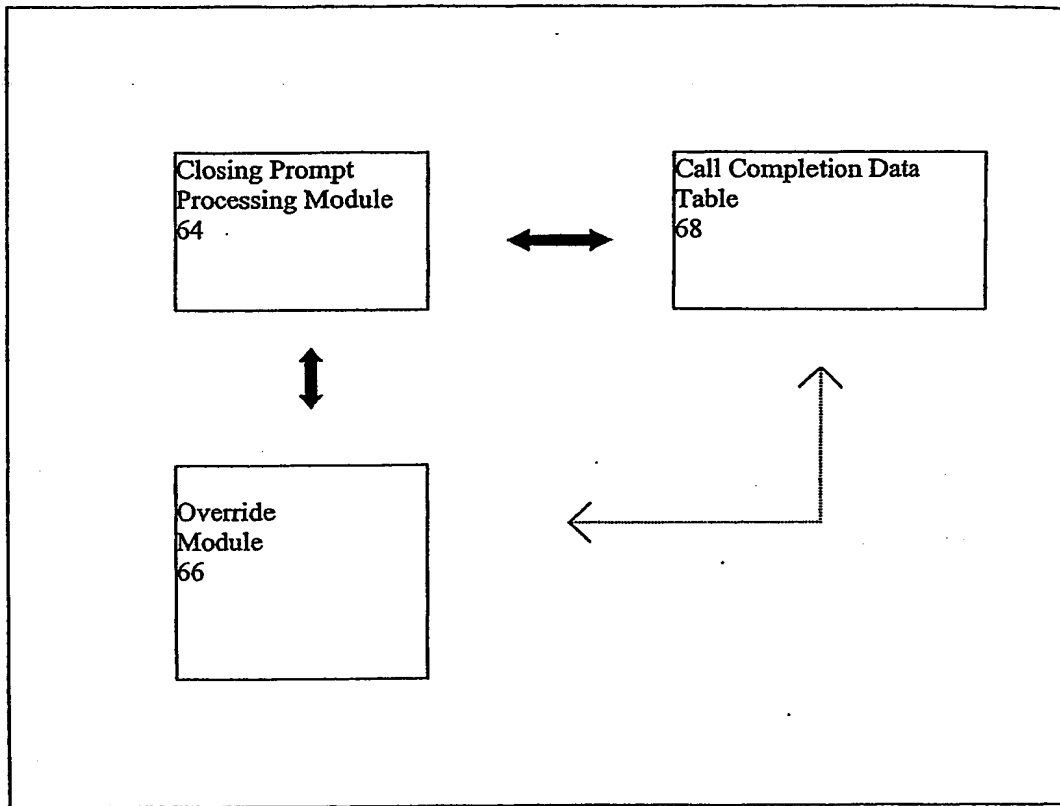 Closing Prompt
Processing Module
64
Call Completion Data
Table
68
Override
Module
66